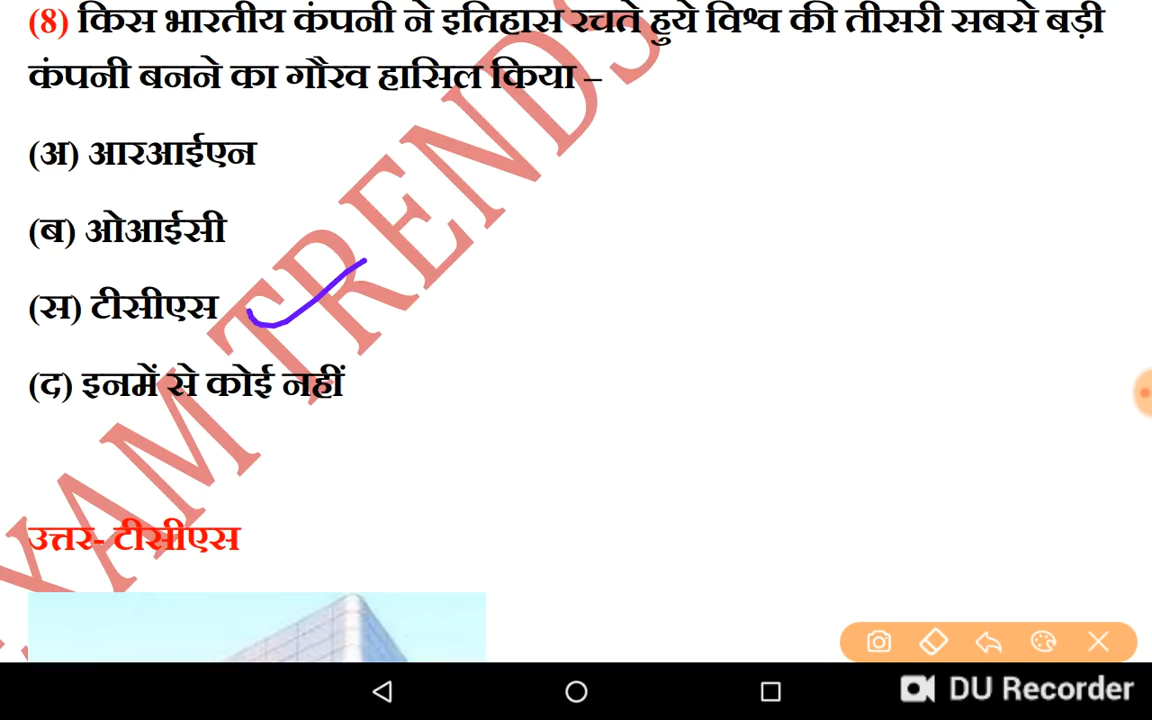 (8) किस भारतीय कंपनी ने इतिहास रचते हुये विश्व की तीसरी सबसे बड़ी
कंपनी बनने का गौरव हासिल किया –
(अ) आरआईएन
(ब) ओआईसी
(स) टीसीएस
(द) इनमें से कोई नहीं
उत्तर- टीसीएस
EXAM TRENDS
DU Recorder